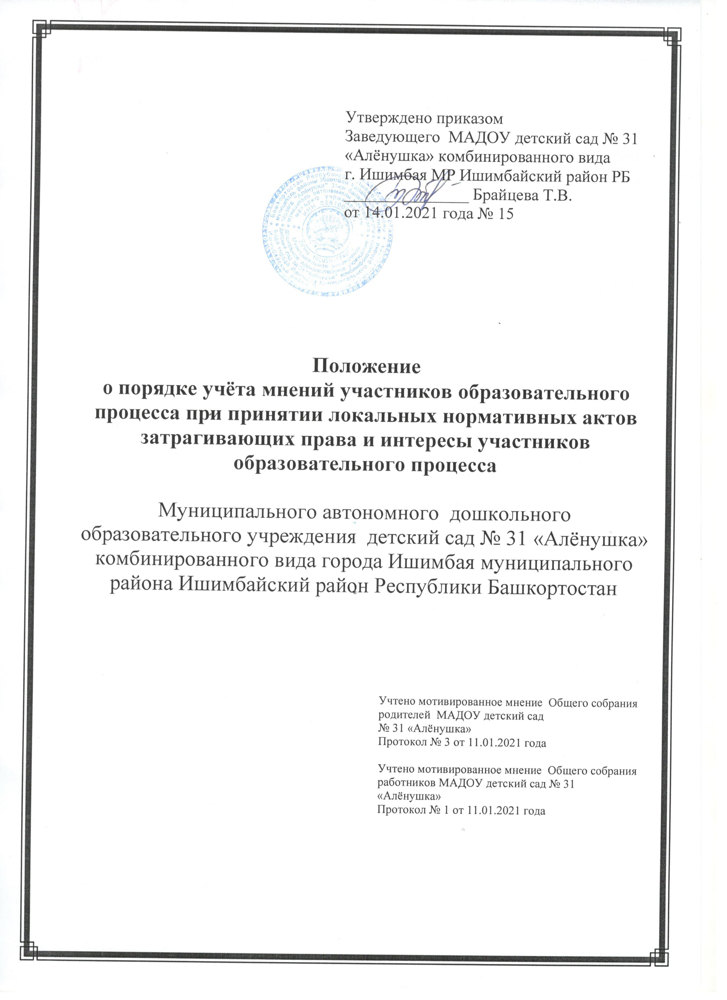 Утверждено приказом
Заведующего МАДОУ детский сад № 31
«Алёнушка» комбинированного вида
г. Ишимбая МР Ишимбайский район РБ
________________ Брайцева Т.В.
от 14.01.2021 года № 15
Положение
о порядке учёта мнений участников образовательного
процесса при принятии локальных нормативных актов
затрагивающих права и интересы участников
образовательного процесса
Муниципального автономного дошкольного
образовательного учреждения детский сад № 31 «Алёнушка»
комбинированного вида города Ишимбая муниципального
района Ишимбайский район Республики Башкортостан
Учтено мотивированное мнение Общего собрания
родителей МАДОУ детский сад
№ 31 «Алёнушка»
Протокол № 3 от 11.01.2021 года
Учтено мотивированное мнение Общего собрания
работников МАДОУ детский сад № 31
«Алёнушка»
Протокол № 1 от 11.01.2021 года